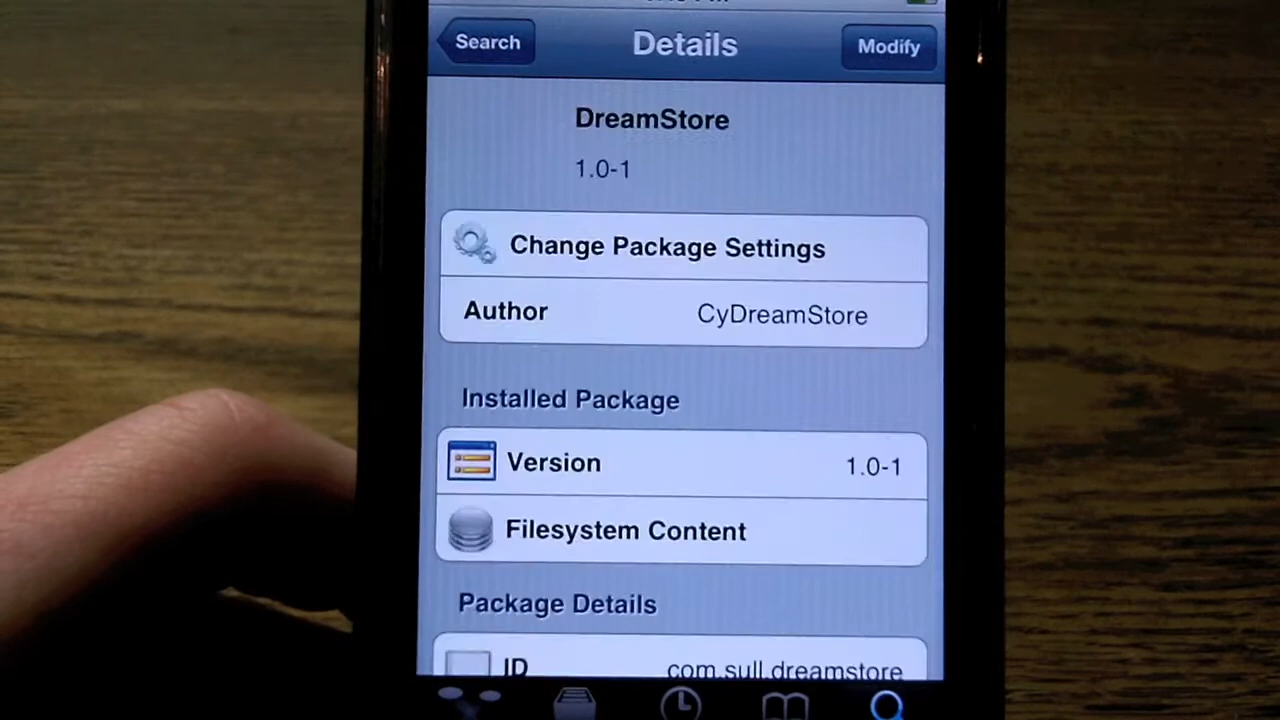 Search
Details
Modify
DreamStore
1.0-1
Change Package Settings
Author CyDreamStore
Installed Package
Version 1.0-1
Filesystem Content
Package Details
ID com.sull.dreamstore